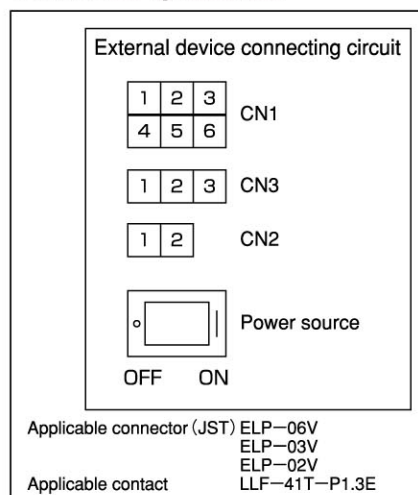 External device connecting circuit
1 2 3
4 5 6
CN1
1 2 3
CN3
1 2
CN2
Power source
OFF ON
Applicable connector (JST) ELP-06V
ELP-03V
ELP-02V
Applicable contact LLF-41T-P1.3E